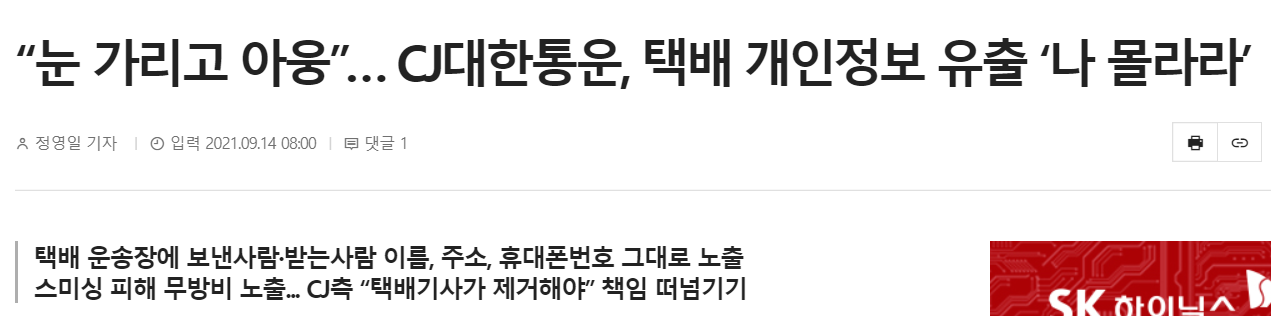 “눈 가리고 아웅”... CJ대한통운, 택배 개인정보 유출 ‘나 몰라라’
정영일 기자 | 입력 2021.09.14 08:00 | 댓글 1
택배 운송장에 보낸사람·받는사람 이름, 주소, 휴대폰번호 그대로 노출
스미싱 피해 무방비 노출... CJ측 “택배기사가 제거해야” 책임 떠넘기기
SK 하이닉스